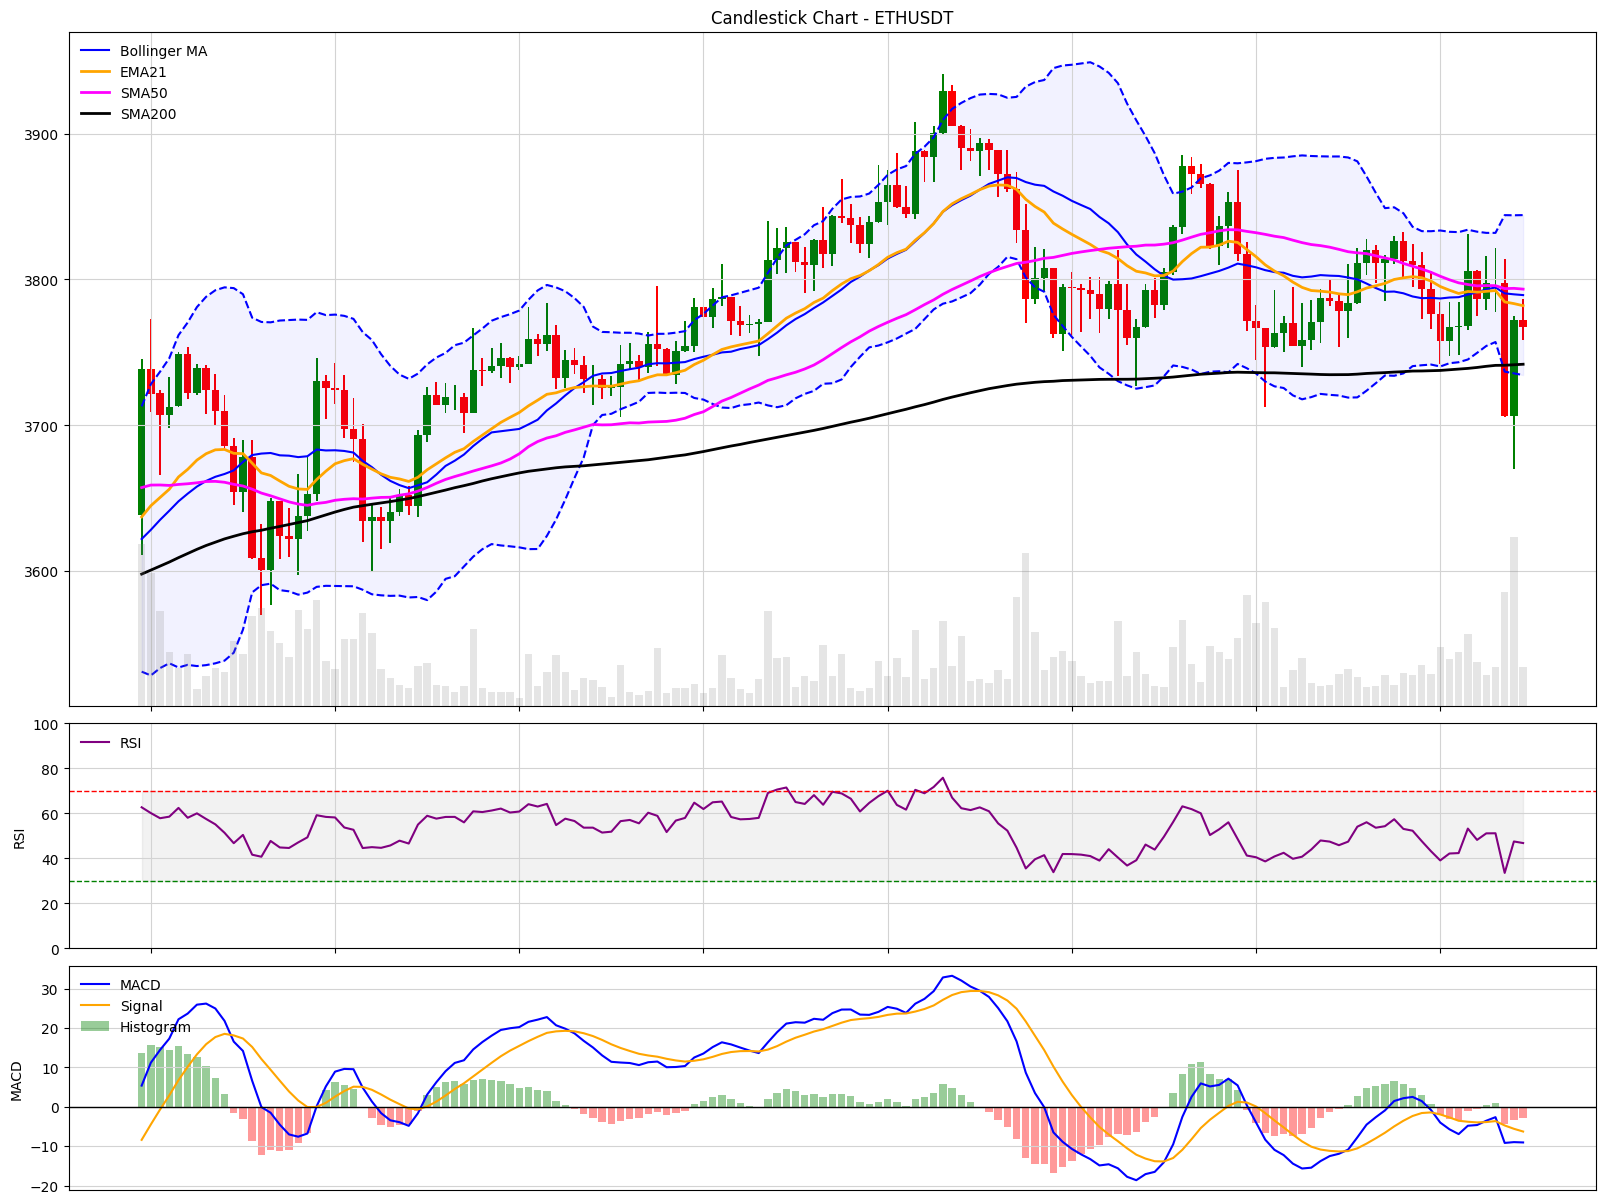 Candlestick Chart - ETHUSDT
Bollinger MA
EMA21
SMA50
SMA200
3900
3800
3700
3600
100
80
60
40
20
0
RSI
RSI
30
20
10
0
−10
−20
MACD
MACD
Signal
Histogram